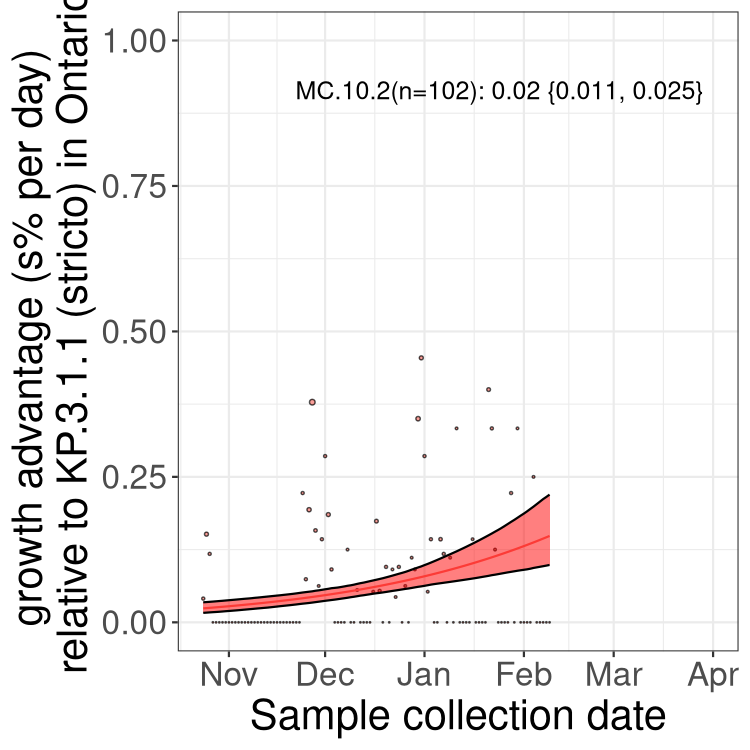 growth advantage (s% per day)
relative to KP.3.1.1 (stricto) in Ontario
1.00
0.75
0.50
0.25
0.00
MC.10.2(n=102): 0.02 {0.011, 0.025}
Nov Dec Jan Feb Mar Apr
Sample collection date